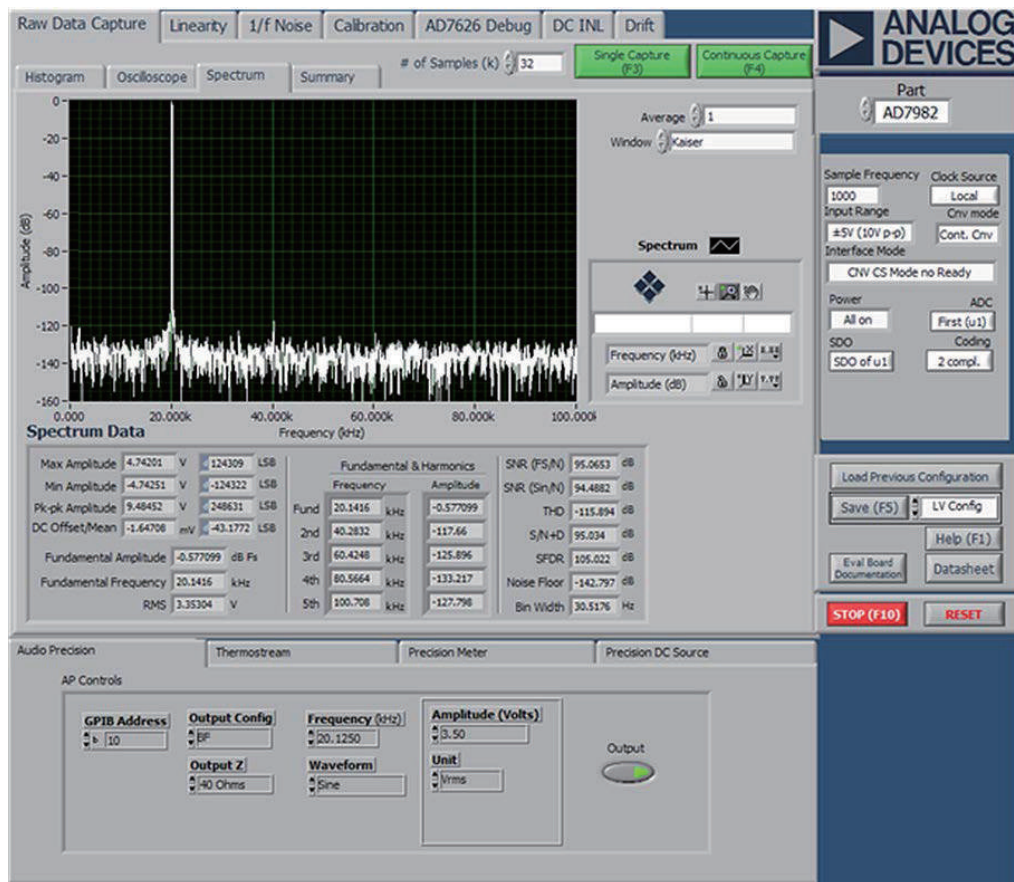 Raw Data Capture Linearity 1/f Noise Calibration AD7626 Debug DC INL Drift
Histogram Oscilloscope Spectrum Summary
# of Samples (k) 32
Single Capture
(F3)
Continuous Capture
(F4)
0
-20
-40
-60
-80
-100
-120
-140
-160
Amplitude (dB)
0.000 20.000k 40.000k 60.000k 80.000k 100.000k
Frequency (kHz)
Average 1
Window Kaiser
Spectrum
Frequency (kHz)
Amplitude (dB)
Spectrum Data
Max Amplitude 4.74201 V 124309 LSB
Min Amplitude -4.74251 V -124322 LSB
Pk-pk Amplitude 9.48452 V 248631 LSB
DC Offset/Mean -1.64708 mV -43.1772 LSB
Fundamental Amplitude -0.577099 dB Fs
Fundamental Frequency 20.1416 kHz
RMS 3.35304 V
Fundamental & Harmonics
Frequency Amplitude
Fund 20.1416 kHz -0.577099
2nd 40.2832 kHz -117.66
3rd 60.4248 kHz -125.896
4th 80.5664 kHz -133.217
5th 100.708 kHz -127.798
SNR (FS/N) 95.0653 dB
SNR (Sin/N) 94.4882 dB
THD -115.894 dB
S/N+D 95.034 dB
SFDR 105.022 dB
Noise Floor -142.797 dB
Bin Width 30.5176 Hz
ANALOG
DEVICES
Part
AD7982
Sample Frequency Clock Source
1000 Local
Input Range Cnv mode
±5V (10V p-p) Cont. Cnv
Interface Mode
CNV CS Mode no Ready
Power ADC
All on First (u1)
SDO Coding
SDO of u1 2 compl.
Load Previous Configuration
Save (F5) LV Config
Help (F1)
Eval Board
Documentation
Datasheet
STOP (F10) RESET
Audio Precision Thermostream Precision Meter Precision DC Source
AP Controls
GPIB Address Output Config Frequency (kHz) Amplitude (Volts)
10 BF 20.1250 3.50
Output Z Waveform Unit
40 Ohms Sine Vrms
Output